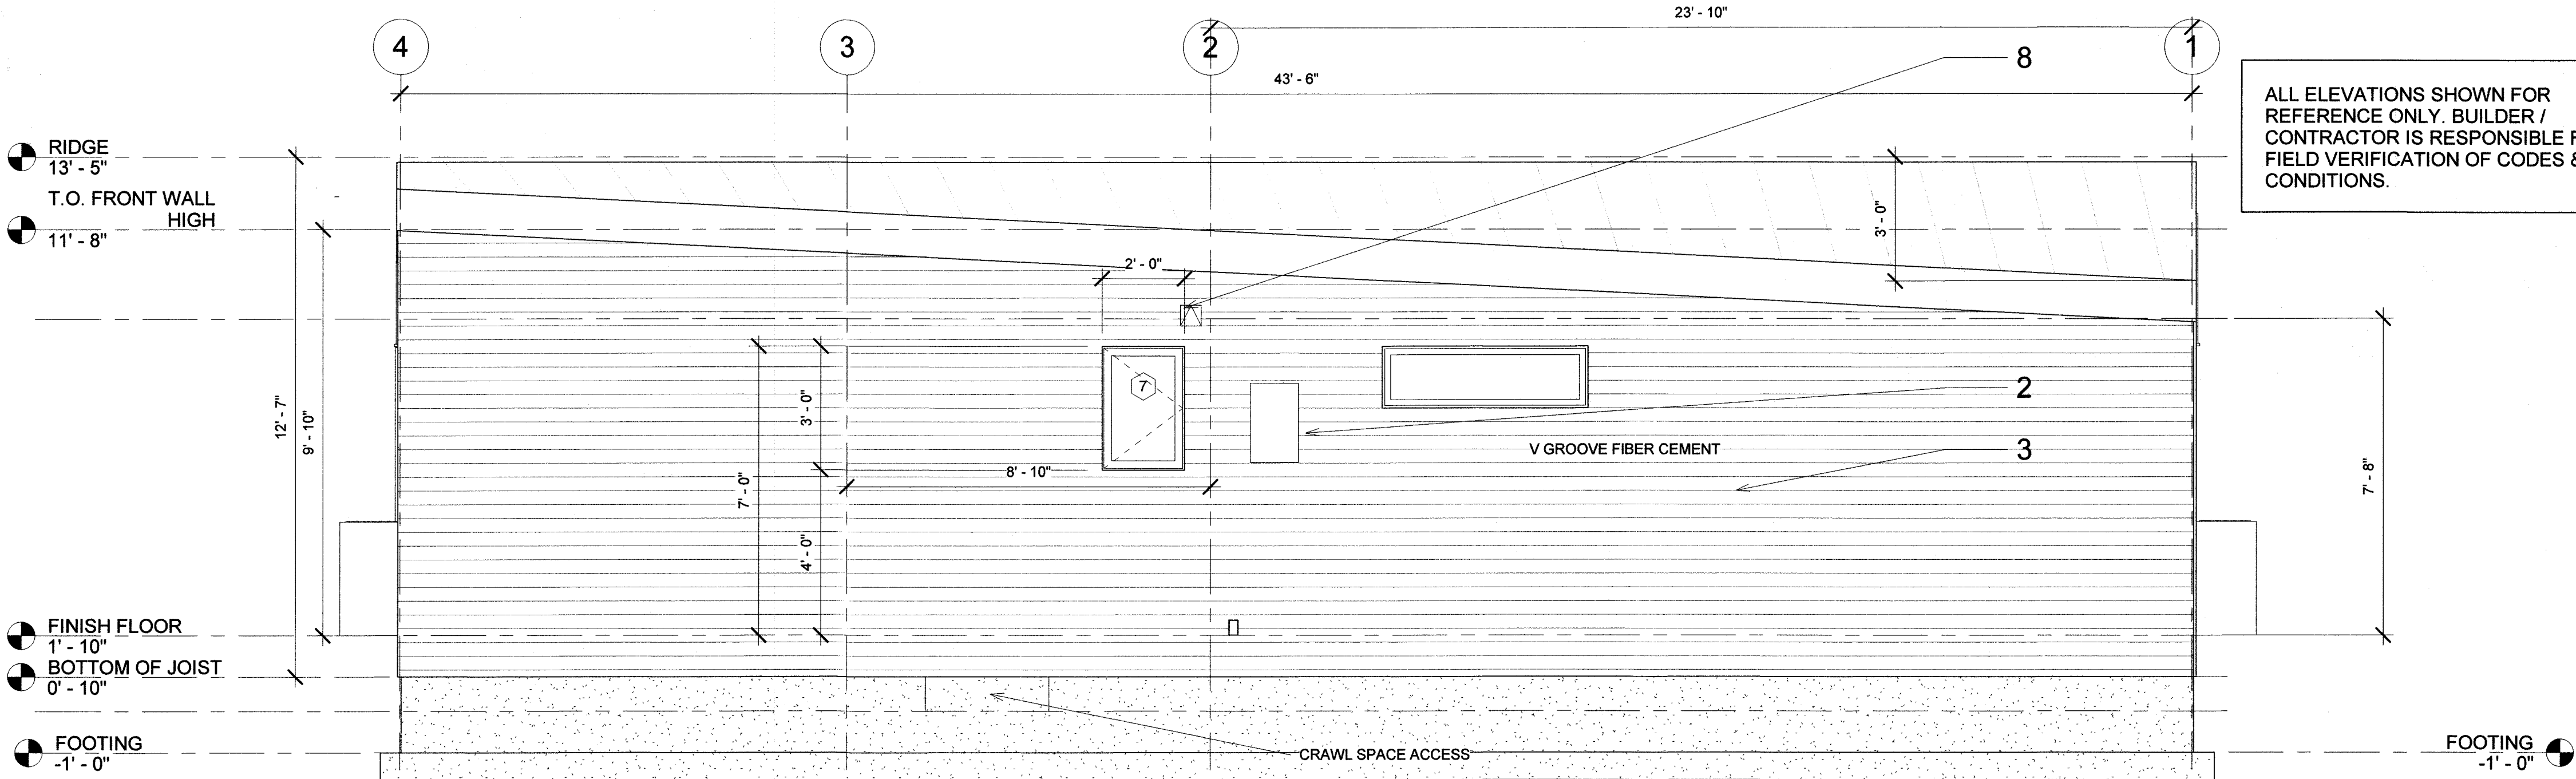 23' - 10"
4
3
2
1
8
43' - 6"
ALL ELEVATIONS SHOWN FOR
REFERENCE ONLY. BUILDER /
CONTRACTOR IS RESPONSIBLE
FIELD VERIFICATION OF CODES &
CONDITIONS.
RIDGE
13' - 5"
T.O. FRONT WALL
HIGH
11' - 8"
3' - 0"
2' - 0"
7
12' - 7"
9' - 10"
3' - 0"
2
V GROOVE FIBER CEMENT
3
8' - 10"
7' - 0"
7' - 8"
4' - 0"
FINISH FLOOR
1' - 10"
BOTTOM OF JOIST
0' - 10"
FOOTING
-1' - 0"
CRAWL SPACE ACCESS
FOOTING
-1' - 0"